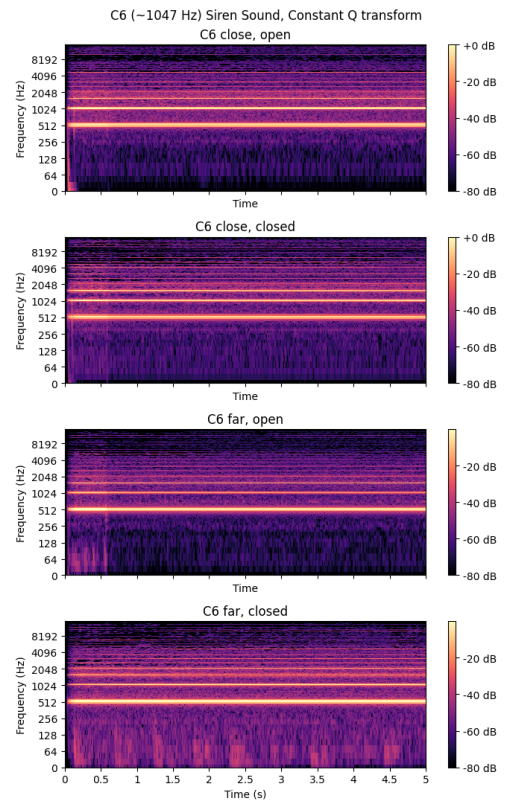 C6 (~1047 Hz) Siren Sound, Constant Q transform
C6 close, open
Frequency (Hz)
8192
4096
2048
1024
512
256
128
64
0
Time
+0 dB
-20 dB
-40 dB
-60 dB
-80 dB
C6 close, closed
Frequency (Hz)
8192
4096
2048
1024
512
256
128
64
0
Time
+0 dB
-20 dB
-40 dB
-60 dB
-80 dB
C6 far, open
Frequency (Hz)
8192
4096
2048
1024
512
256
128
64
0
Time
-20 dB
-40 dB
-60 dB
-80 dB
C6 far, closed
Frequency (Hz)
8192
4096
2048
1024
512
256
128
64
0
0 0.5 1 1.5 2 2.5 3 3.5 4 4.5 5
Time (s)
-20 dB
-40 dB
-60 dB
-80 dB